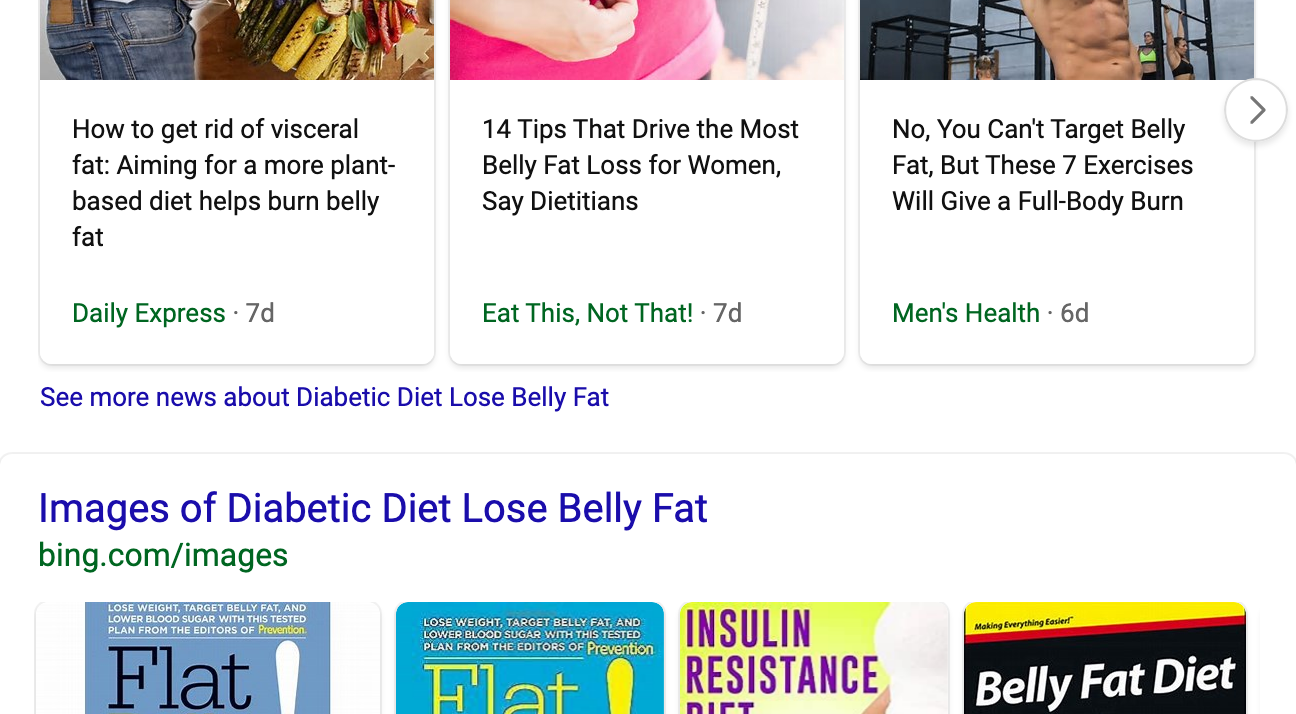 How to get rid of visceral
fat: Aiming for a more plant-
based diet helps burn belly
fat
Daily Express · 7d
14 Tips That Drive the Most
Belly Fat Loss for Women,
Say Dietitians
Eat This, Not That! · 7d
No, You Can't Target Belly
Fat, But These 7 Exercises
Will Give a Full-Body Burn
Men's Health · 6d
See more news about Diabetic Diet Lose Belly Fat
Images of Diabetic Diet Lose Belly Fat
bing.com/images
LOSE WEIGHT, TARGET BELLY FAT, AND
LOWER BLOOD SUGAR WITH THIS TESTED
PLAN FROM THE EDITORS OF Prevention.
Flat!
LOSE WEIGHT, TARGET BELLY FAT, AND
LOWER BLOOD SUGAR WITH THIS TESTED
PLAN FROM THE EDITORS OF Prevention
Flat!
INSULIN
RESISTANCE
DIET
Making Everything Easier!™
Belly Fat Diet